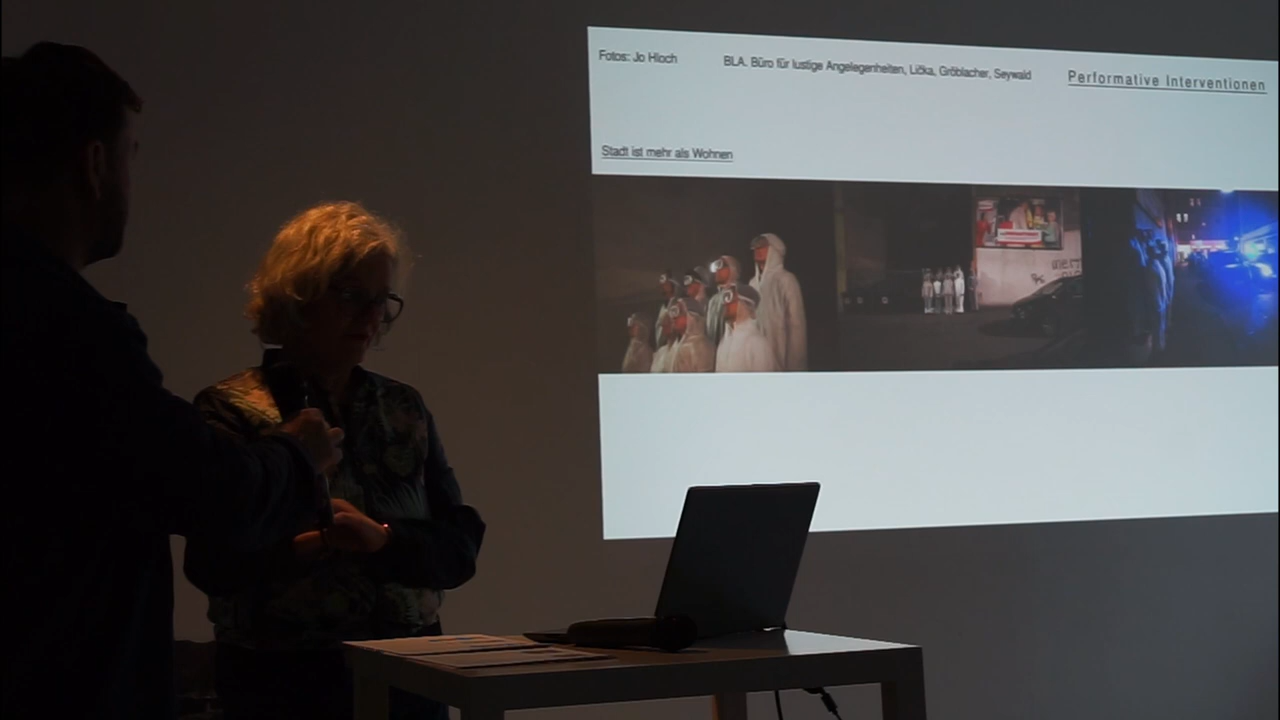 Fotos: Jo Hloch
BLA. Büro für lustige Angelegenheiten, Lička, Gröblacher, Seywald
Performative Interventionen
Stadt ist mehr als Wohnen